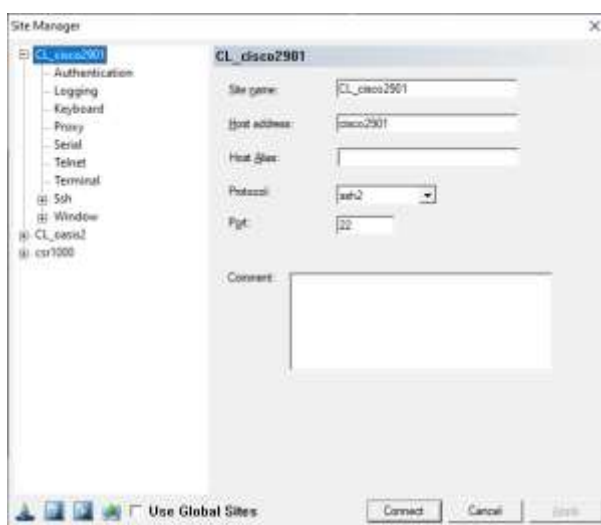 Site Manager
CL_cisco2901
Authentication
Logging
Keyboard
Proxy
Serial
Telnet
Terminal
Ssh
Window
CL_oasis2
csr1000
CL_cisco2901
Site name: CL_cisco2901
Host address: cisco2901
Host Alias:
Protocol: ssh2
Port: 22
Comment:
Use Global Sites
Connect Cancel Apply